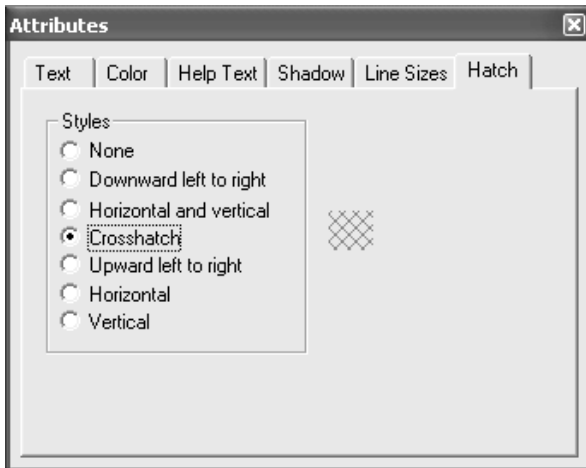 Attributes
Text Color Help Text Shadow Line Sizes Hatch
Styles
None
Downward left to right
Horizontal and vertical
Crosshatch
Upward left to right
Horizontal
Vertical